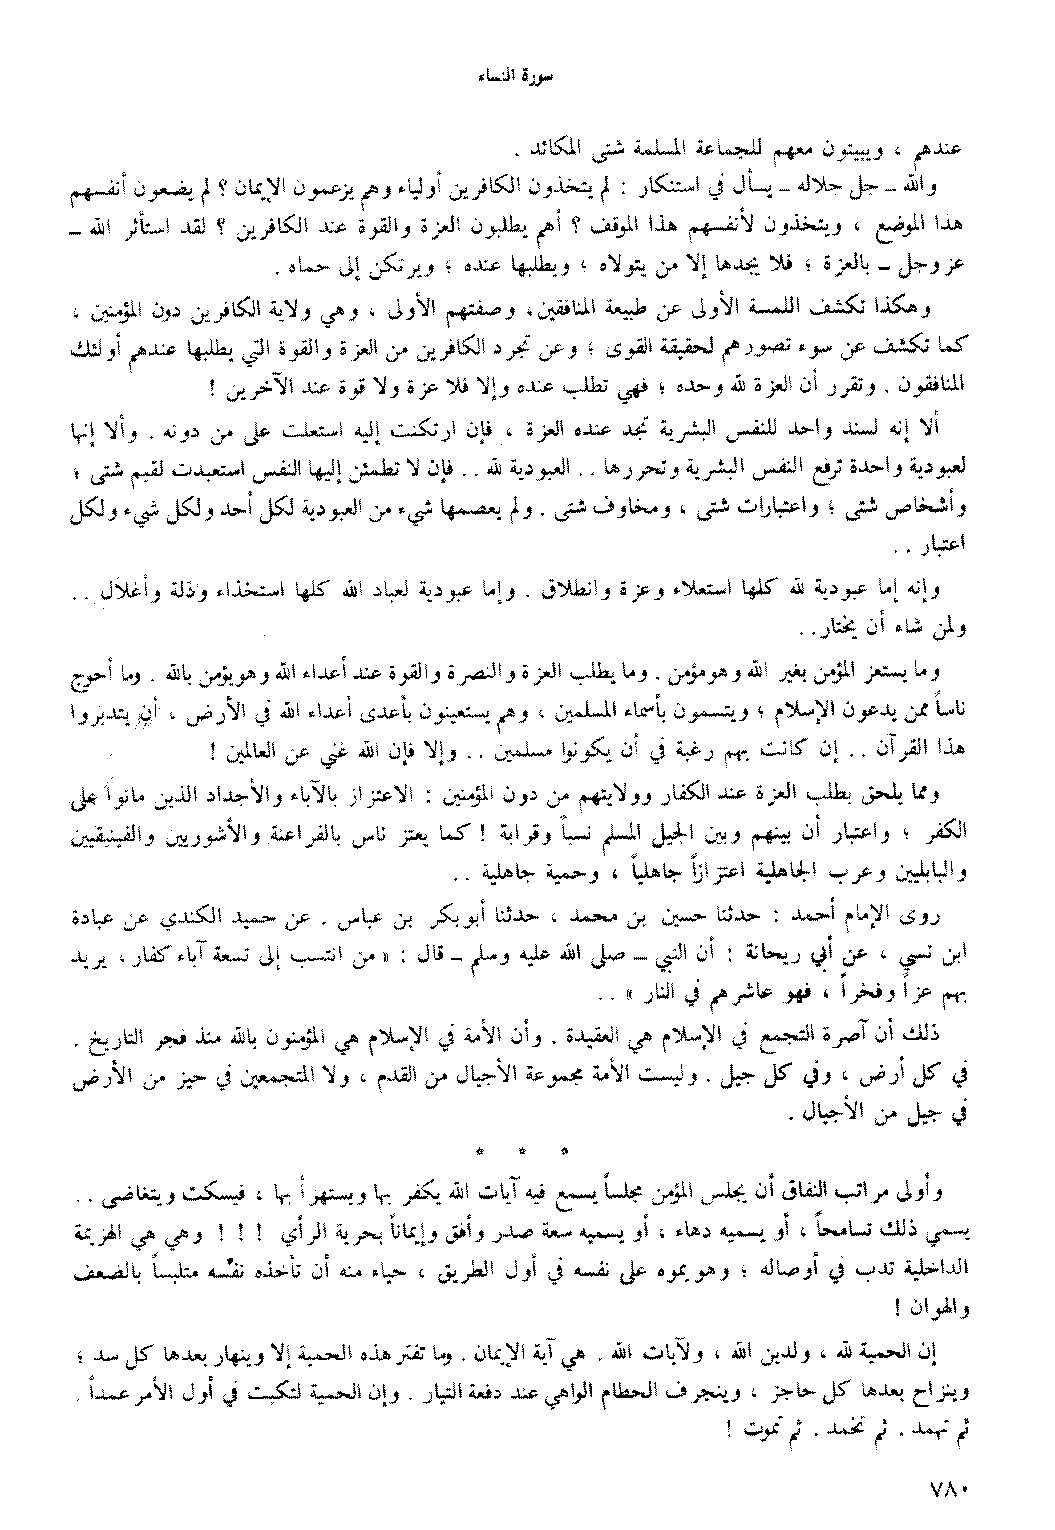 سورة النساء
عندهم ، ويبيتون معهم للجماعة المسلمة شتى المكائد .
والله ــ جل جلاله ــ يسأل في استنكار : لم يتخذون الكافرين أولياء وهم يزعمون الإيمان ؟ لم يضعون أنفسهم
هذا الموضع ، ويتخذون لأنفسهم هذا الموقف ؟ أهم يطلبون العزة والقوة عند الكافرين ؟ لقد استأثر الله ــ
عز وجل ــ بالعزة ؛ فلا يجدها إلا من يتولاه ؛ ويطلبها عنده ؛ ويرتكن إلى حماه .
وهكذا تكشف اللمسة الأولى عن طبيعة المنافقين، وصفتهم الأولى ، وهي ولاية الكافرين دون المؤمنين ،
كما تكشف عن سوء تصورهم لحقيقة القوى ؛ وعن تجرد الكافرين من العزة والقوة التي يطلبها عندهم أولئك
المنافقون . وتقرر أن العزة لله وحده ؛ فهي تطلب عنده وإلا فلا عزة ولا قوة عند الآخرين !
ألا إنه لسند واحد للنفس البشرية تجد عنده العزة ، فإن ارتكنت إليه استعلت على من دونه . وألا إنها
لعبودية واحدة ترفع النفس البشرية وتحررها .. العبودية لله .. فإن لا تطمئن إليها النفس استعبدت لقيم شتى ؛
وأشخاص شتى ؛ واعتبارات شتى ، ومخاوف شتى . ولم يعصمها شيء من العبودية لكل أحد ولكل شيء ولكل
اعتبار ..
وإنه إما عبودية لله كلها استعلاء وعزة وانطلاق . وإما عبودية لعباد الله كلها استخذاء وذلة وأغلال ..
ولمن شاء أن يختار..
وما يستعز المؤمن بغير الله وهو مؤمن . وما يطلب العزة والنصرة والقوة عند أعداء الله وهو يؤمن بالله . وما أحوج
ناساً ممن يدعون الإسلام ؛ ويتسمون بأسماء المسلمين ، وهم يستعينون بأعدى أعداء الله في الأرض ، أن يتدبروا
هذا القرآن .. إن كانت بهم رغبة في أن يكونوا مسلمين .. وإلا فإن الله غني عن العالمين !
ومما يلحق بطلب العزة عند الكفار وولايتهم من دون المؤمنين : الاعتزاز بالآباء والأجداد الذين ماتوا على
الكفر ؛ واعتبار أن بينهم وبين الجيل المسلم نسباً وقرابة ! كما يعتز ناس بالفراعنة والأشوريين والفينيقيين
والبابليين وعرب الجاهلية اعتزازاً جاهلياً ، وحمية جاهلية ..
روى الإمام أحمد : حدثنا حسين بن محمد ، حدثنا أبو بكر بن عباس . عن حميد الكندي عن عبادة
ابن نسي ، عن أبي ريحانة : أن النبي ــ صلى الله عليه وسلم ــ قال : « من انتسب إلى تسعة آباء كفار ، يريد
بهم عزاً وفخراً ، فهو عاشرهم في النار » ..
ذلك أن آصرة التجمع في الإسلام هي العقيدة . وأن الأمة في الإسلام هي المؤمنون بالله منذ فجر التاريخ .
في كل أرض ، وفي كل جيل . وليست الأمة مجموعة الأجيال من القدم ، ولا المتجمعين في حيز من الأرض
في جيل من الأجيال .
* * *
وأولى مراتب النفاق أن يجلس المؤمن مجلساً يسمع فيه آيات الله يكفر بها ويستهزأ بها ، فيسكت ويتغاضى ..
يسمي ذلك تسامحاً ، أو يسميه دهاء ، أو يسميه سعة صدر وأفق وإيماناً بحرية الرأي ! ! ! وهي هي الهزيمة
الداخلية تدب في أوصاله ؛ وهو يموه على نفسه في أول الطريق ، حياء منه أن تأخذه نفسه متلبساً بالضعف
والهوان !
إن الحمية لله ، ولدين الله ، ولآيات الله . هي آية الإيمان . وما تفتر هذه الحمية إلا وينهار بعدها كل سد ؛
وينزاح بعدها كل حاجز ، وينجرف الحطام الواهي عند دفعة التيار . وإن الحمية لتكبت في أول الأمر عمداً .
ثم تهمد . ثم تخمد . ثم تموت !
٧٨٠